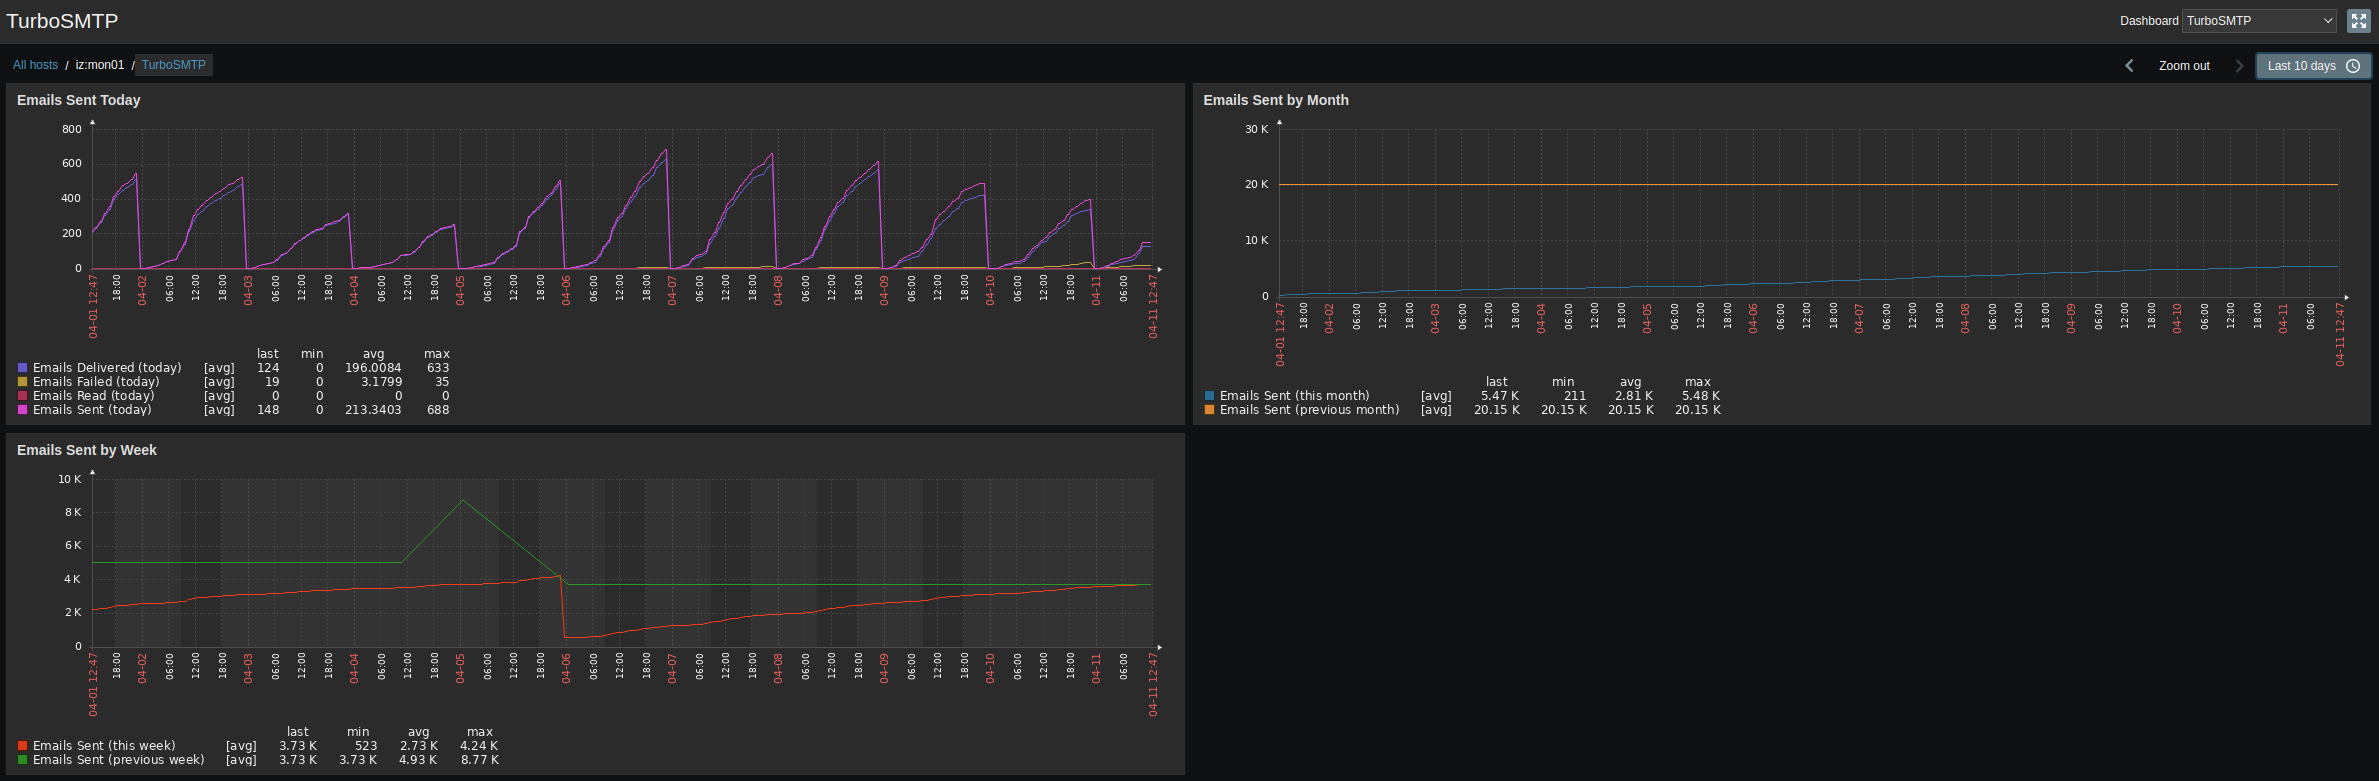 TurboSMTP
Dashboard TurboSMTP
All hosts / iz:mon01 / TurboSMTP
Zoom out
Last 10 days
Emails Sent Today
800
600
400
200
0
04-01 12:47 18:00 04-02 06:00 12:00 18:00 04-03 06:00 12:00 18:00 04-04 06:00 12:00 18:00 04-05 06:00 12:00 18:00 04-06 06:00 12:00 18:00 04-07 06:00 12:00 18:00 04-08 06:00 12:00 18:00 04-09 06:00 12:00 18:00 04-10 06:00 12:00 18:00 04-11 06:00 04-11 12:47
last min avg max
Emails Delivered (today) [avg] 124 0 196.0084 633
Emails Failed (today) [avg] 19 0 3.1799 35
Emails Read (today) [avg] 0 0 0 0
Emails Sent (today) [avg] 148 0 213.3403 688
Emails Sent by Month
30 K
20 K
10 K
0
04-01 12:47 18:00 04-02 06:00 12:00 18:00 04-03 06:00 12:00 18:00 04-04 06:00 12:00 18:00 04-05 06:00 12:00 18:00 04-06 06:00 12:00 18:00 04-07 06:00 12:00 18:00 04-08 06:00 12:00 18:00 04-09 06:00 12:00 18:00 04-10 06:00 12:00 18:00 04-11 06:00 04-11 12:47
last min avg max
Emails Sent (this month) [avg] 5.47 K 211 2.81 K 5.48 K
Emails Sent (previous month) [avg] 20.15 K 20.15 K 20.15 K 20.15 K
Emails Sent by Week
10 K
8 K
6 K
4 K
2 K
0
04-01 12:47 18:00 04-02 06:00 12:00 18:00 04-03 06:00 12:00 18:00 04-04 06:00 12:00 18:00 04-05 06:00 12:00 18:00 04-06 06:00 12:00 18:00 04-07 06:00 12:00 18:00 04-08 06:00 12:00 18:00 04-09 06:00 12:00 18:00 04-10 06:00 12:00 18:00 04-11 06:00 04-11 12:47
last min avg max
Emails Sent (this week) [avg] 3.73 K 523 2.73 K 4.24 K
Emails Sent (previous week) [avg] 3.73 K 3.73 K 4.93 K 8.77 K